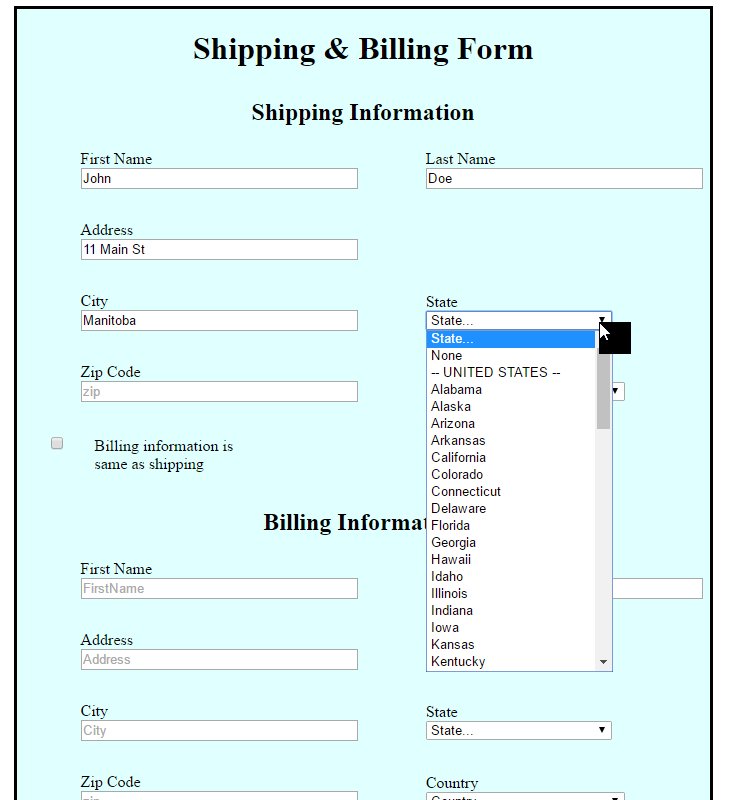 Shipping & Billing Form
Shipping Information
First Name
Last Name
John
Doe
Address
11 Main St
City
State
Manitoba
State...
State...
None
-- UNITED STATES --
Alabama
Alaska
Arizona
Arkansas
California
Colorado
Connecticut
Delaware
Florida
Georgia
Hawaii
Idaho
Illinois
Indiana
Iowa
Kansas
Kentucky
Zip Code
zip
Billing information is
same as shipping
Billing Informat
First Name
FirstName
Address
Address
City
State
City
State...
Zip Code
Country